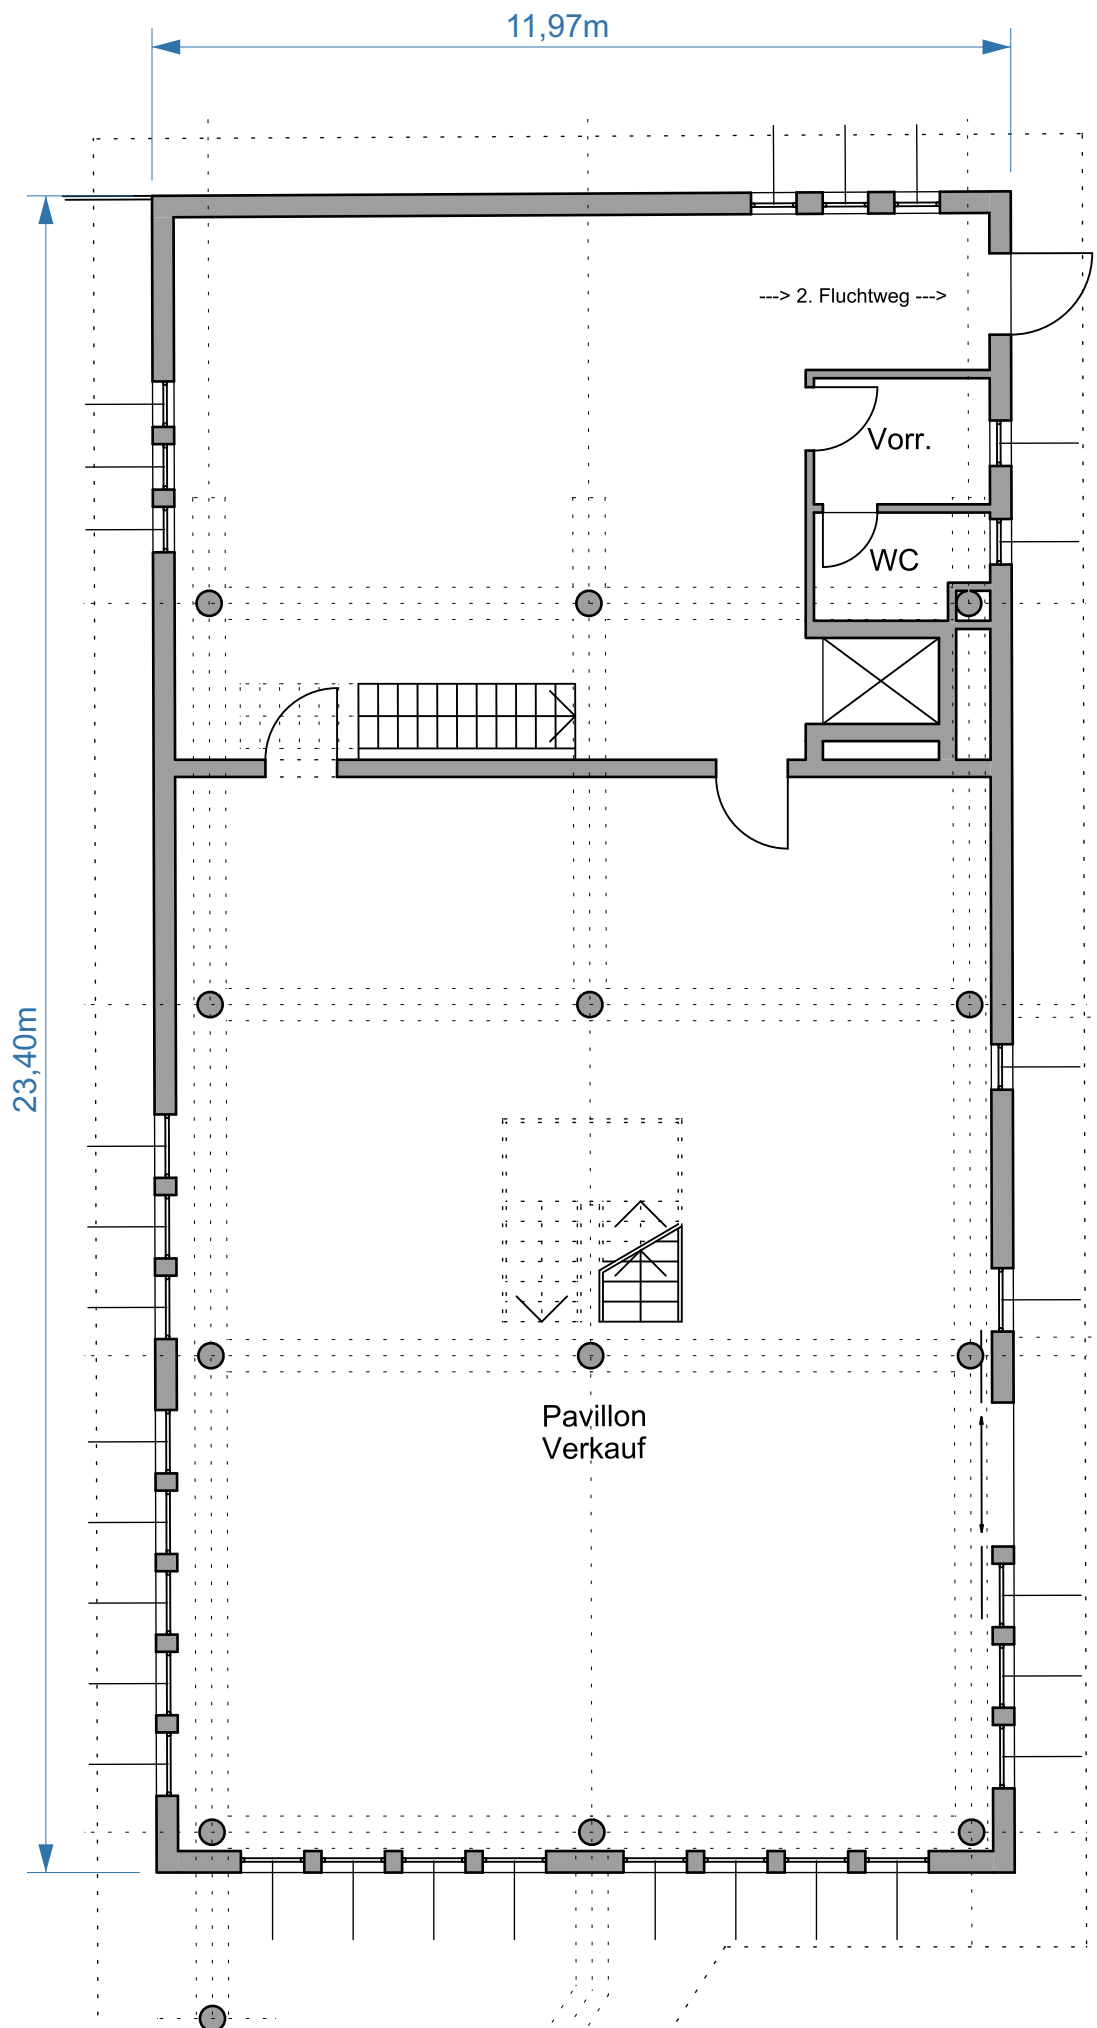 11,97m
---> 2. Fluchtweg --->
Vorr.
WC
23,40m
Pavillon
Verkauf